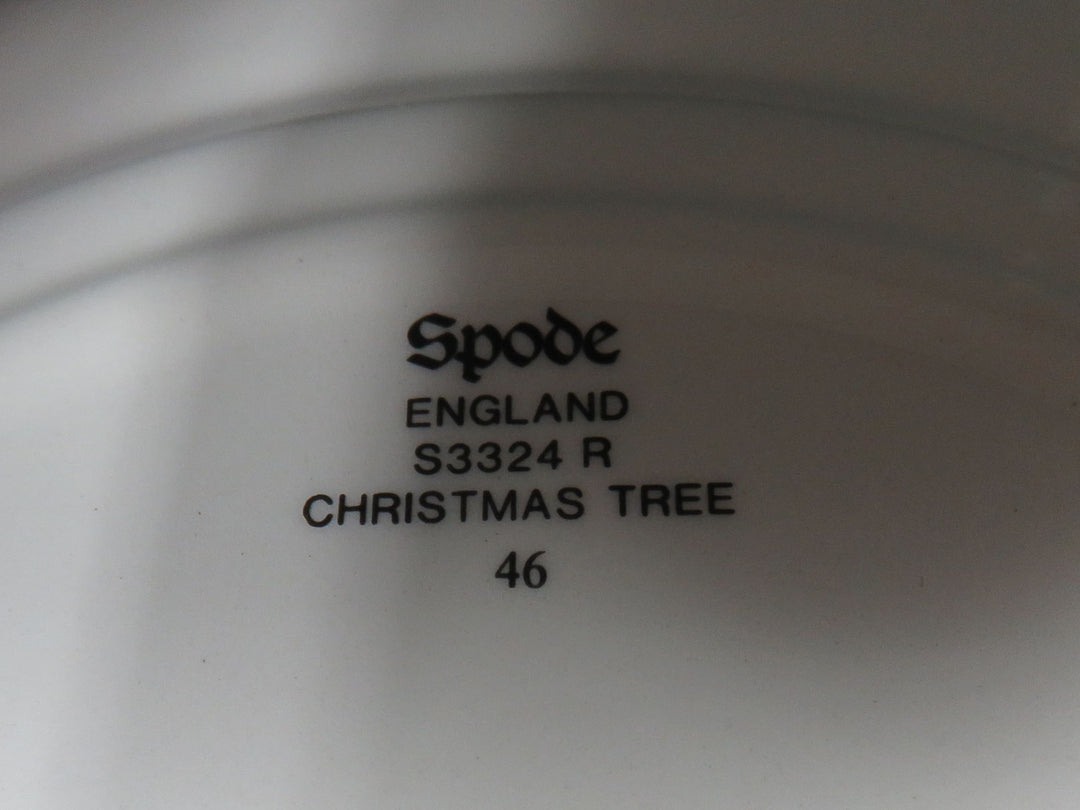 Spode
ENGLAND
S3324 R
CHRISTMAS TREE
46